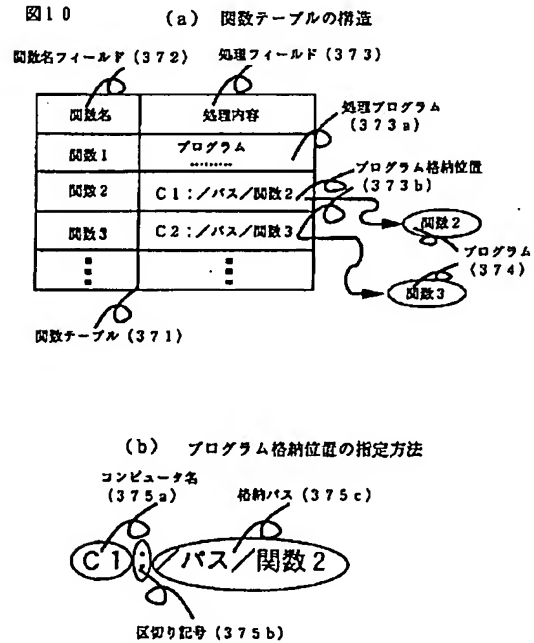 図10 (a) 関数テーブルの構造
関数名フィールド(372) 処理フィールド(373)
関数名 処理内容
処理プログラム
(373a)
関数1 プログラム
………
プログラム格納位置
(373b)
関数2 C1:/パス/関数2
関数2
関数3 C2:/パス/関数3
プログラム
(374)
関数3
関数テーブル(371)
(b) プログラム格納位置の指定方法
コンピュータ名
(375a)
格納パス(375c)
C1:/パス/関数2
区切り記号(375b)